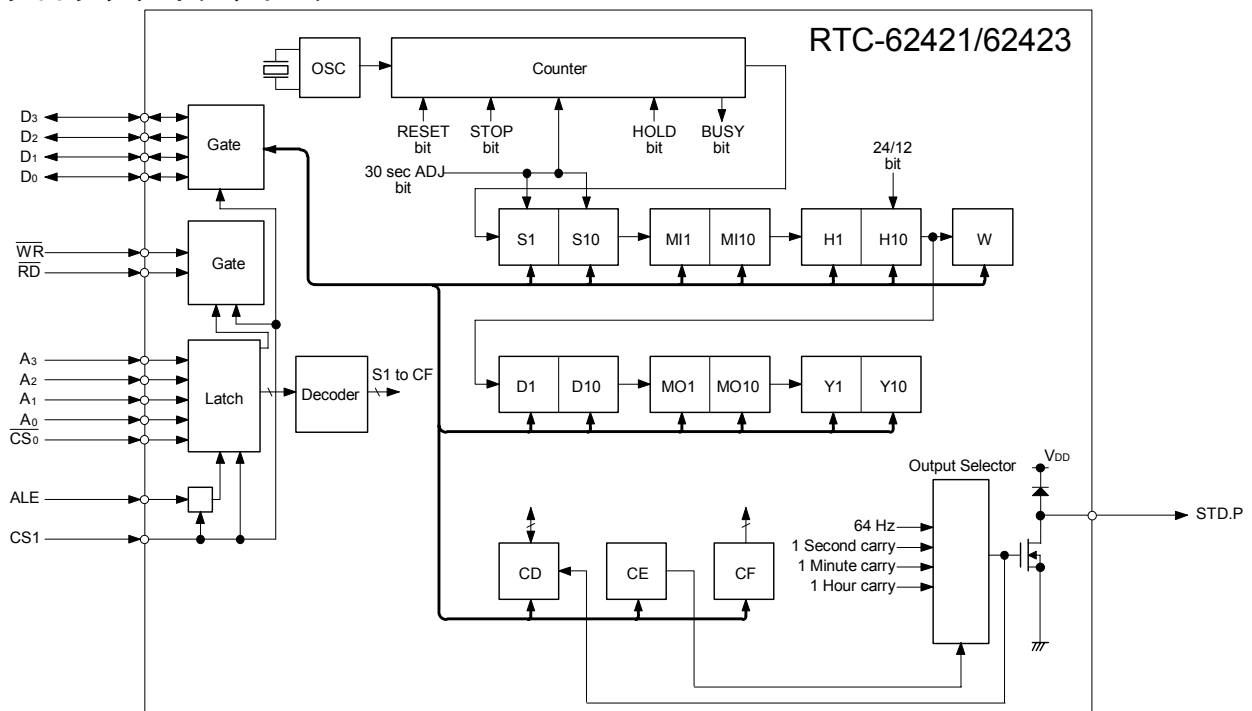 RTC-62421/62423
OSC
Counter
D3
D2
D1
D0
Gate
RESET
bit
STOP
bit
HOLD
bit
BUSY
bit
30 sec ADJ
bit
24/12
bit
S1
S10
MI1
MI10
H1
H10
W
WR
RD
Gate
A3
A2
A1
A0
CS0
Latch
Decoder
S1 to CF
D1
D10
MO1
MO10
Y1
Y10
ALE
CS1
Output Selector
VDD
STD.P
64 Hz
1 Second carry
1 Minute carry
1 Hour carry
CD
CE
CF